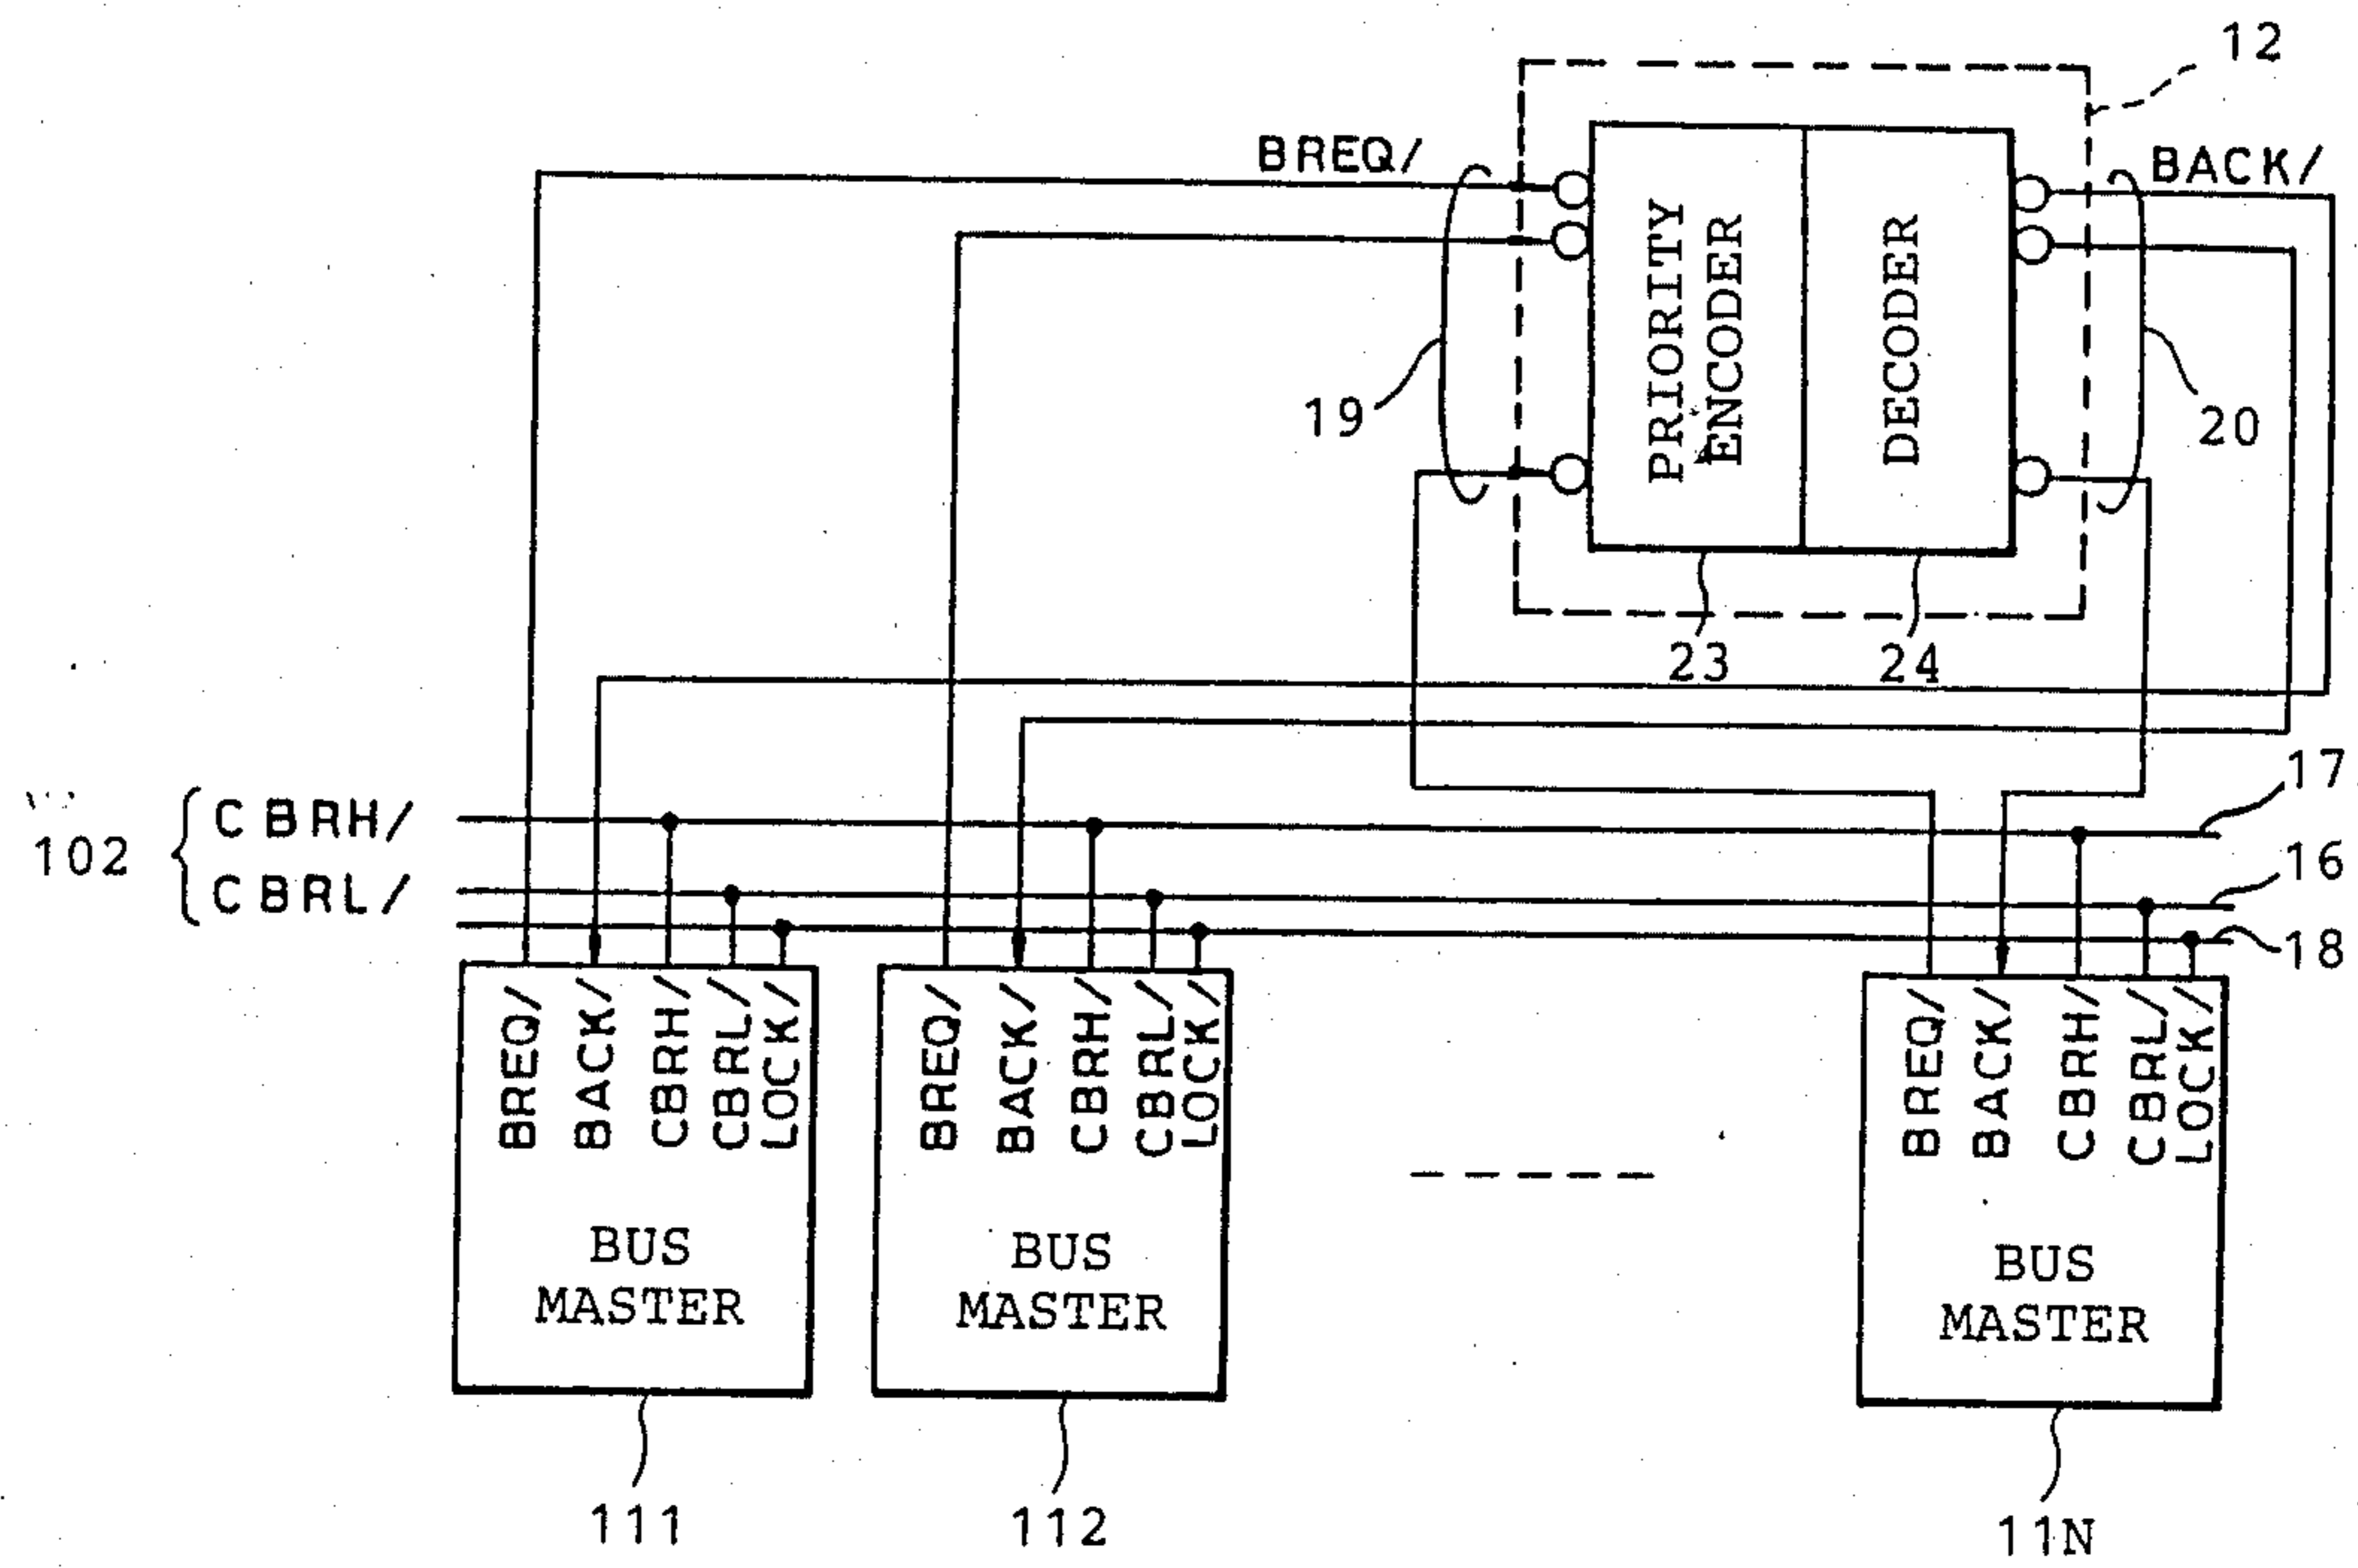 12
BREQ/
BACK/
PRIORITY
ENCODER
DECODER
19
20
23
24
17
CBRH/
102
CBRL/
16
18
BREQ/
BACK/
CBRH/
CBRL/
LOCK/
BREQ/
BACK/
CBRH/
CBRL/
LOCK/
BREQ/
BACK/
CBRH/
CBRL/
LOCK/
BUS
MASTER
BUS
MASTER
BUS
MASTER
111
112
11N